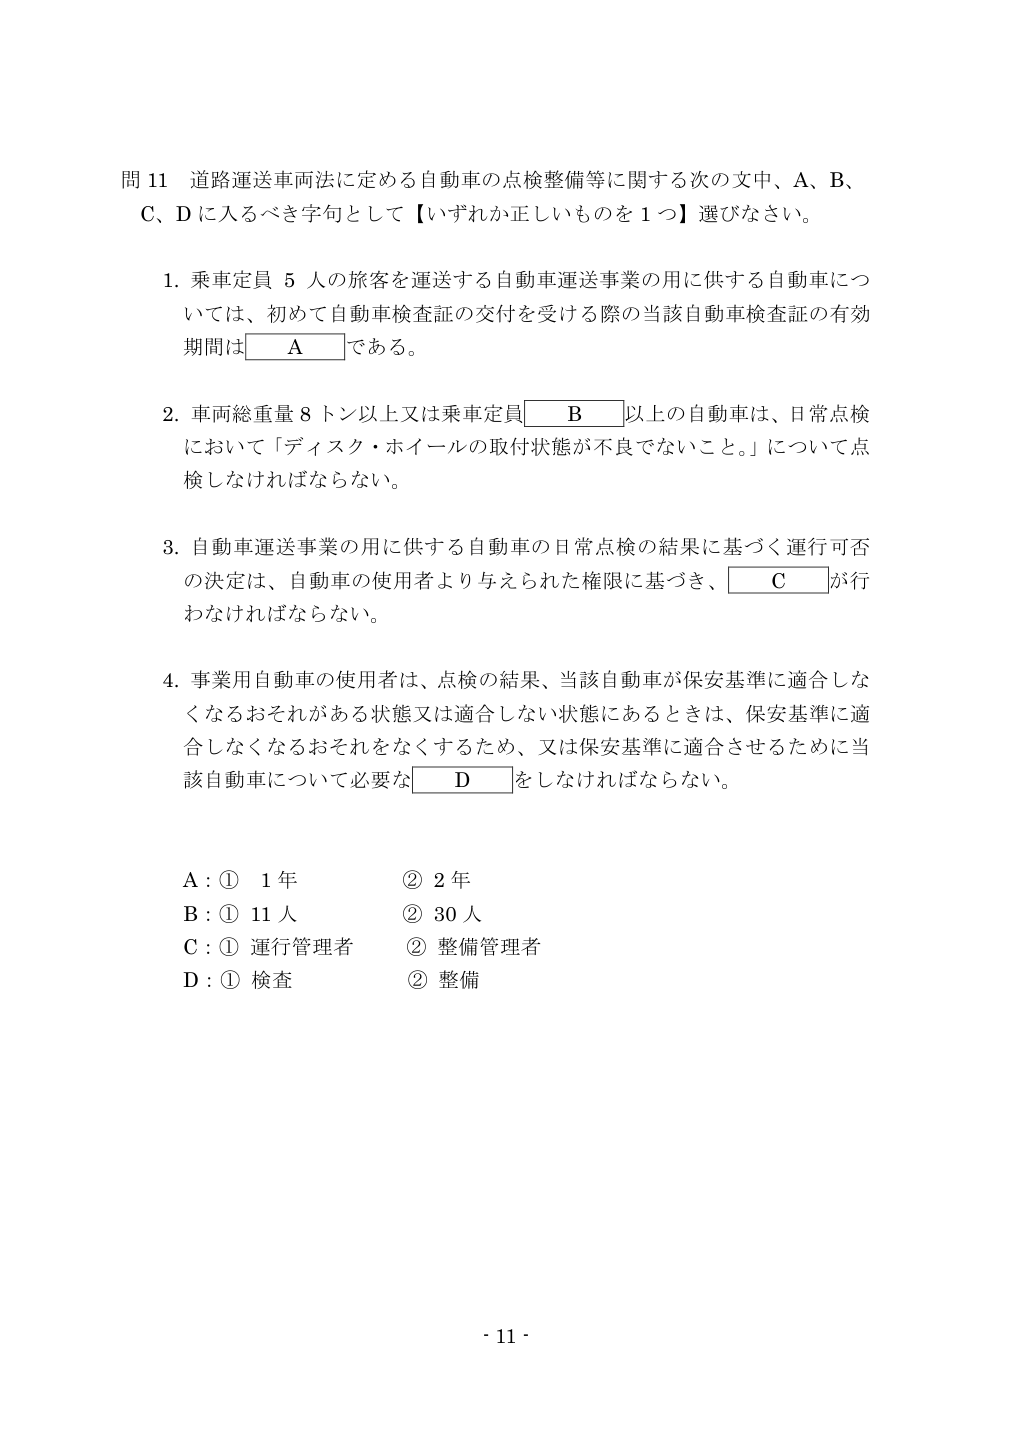 問 11　道路運送車両法に定める自動車の点検整備等に関する次の文中、A、B、
C、D に入るべき字句として【いずれか正しいものを 1 つ】選びなさい。
1. 乗車定員 5 人の旅客を運送する自動車運送事業の用に供する自動車につ
いては、初めて自動車検査証の交付を受ける際の当該自動車検査証の有効
期間は A である。
2. 車両総重量 8 トン以上又は乗車定員 B 以上の自動車は、日常点検
において「ディスク・ホイールの取付状態が不良でないこと。」について点
検しなければならない。
3. 自動車運送事業の用に供する自動車の日常点検の結果に基づく運行可否
の決定は、自動車の使用者より与えられた権限に基づき、 C が行
わなければならない。
4. 事業用自動車の使用者は、点検の結果、当該自動車が保安基準に適合しな
くなるおそれがある状態又は適合しない状態にあるときは、保安基準に適
合しなくなるおそれをなくするため、又は保安基準に適合させるために当
該自動車について必要な D をしなければならない。
A：① 1 年　② 2 年
B：① 11 人　② 30 人
C：① 運行管理者　② 整備管理者
D：① 検査　② 整備
- 11 -